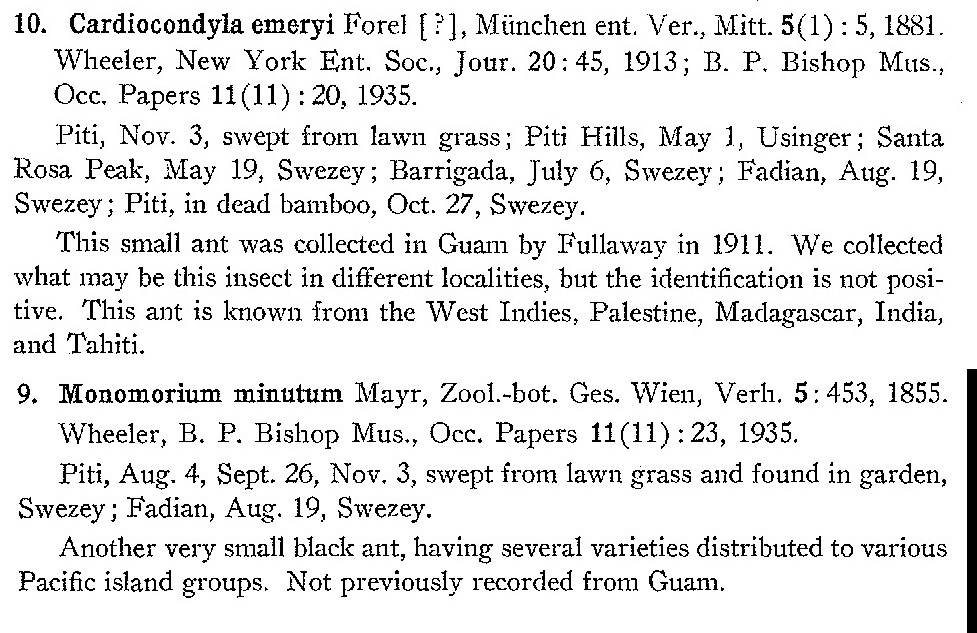 10. Cardiocondyla emeryi Forel [?], München ent. Ver., Mitt. 5(1) : 5, 1881.
Wheeler, New York Ent. Soc., Jour. 20 : 45, 1913; B. P. Bishop Mus.,
Occ. Papers 11(11) : 20, 1935.
Piti, Nov. 3, swept from lawn grass; Piti Hills, May 1, Usinger; Santa
Rosa Peak, May 19, Swezey; Barrigada, July 6, Swezey; Fadian, Aug. 19,
Swezey; Piti, in dead bamboo, Oct. 27, Swezey.
This small ant was collected in Guam by Fullaway in 1911. We collected
what may be this insect in different localities, but the identification is not posi-
tive. This ant is known from the West Indies, Palestine, Madagascar, India,
and Tahiti.
9. Monomorium minutum Mayr, Zool.-bot. Ges. Wien, Verh. 5 : 453, 1855.
Wheeler, B. P. Bishop Mus., Occ. Papers 11(11) : 23, 1935.
Piti, Aug. 4, Sept. 26, Nov. 3, swept from lawn grass and found in garden,
Swezey; Fadian, Aug. 19, Swezey.
Another very small black ant, having several varieties distributed to various
Pacific island groups. Not previously recorded from Guam.